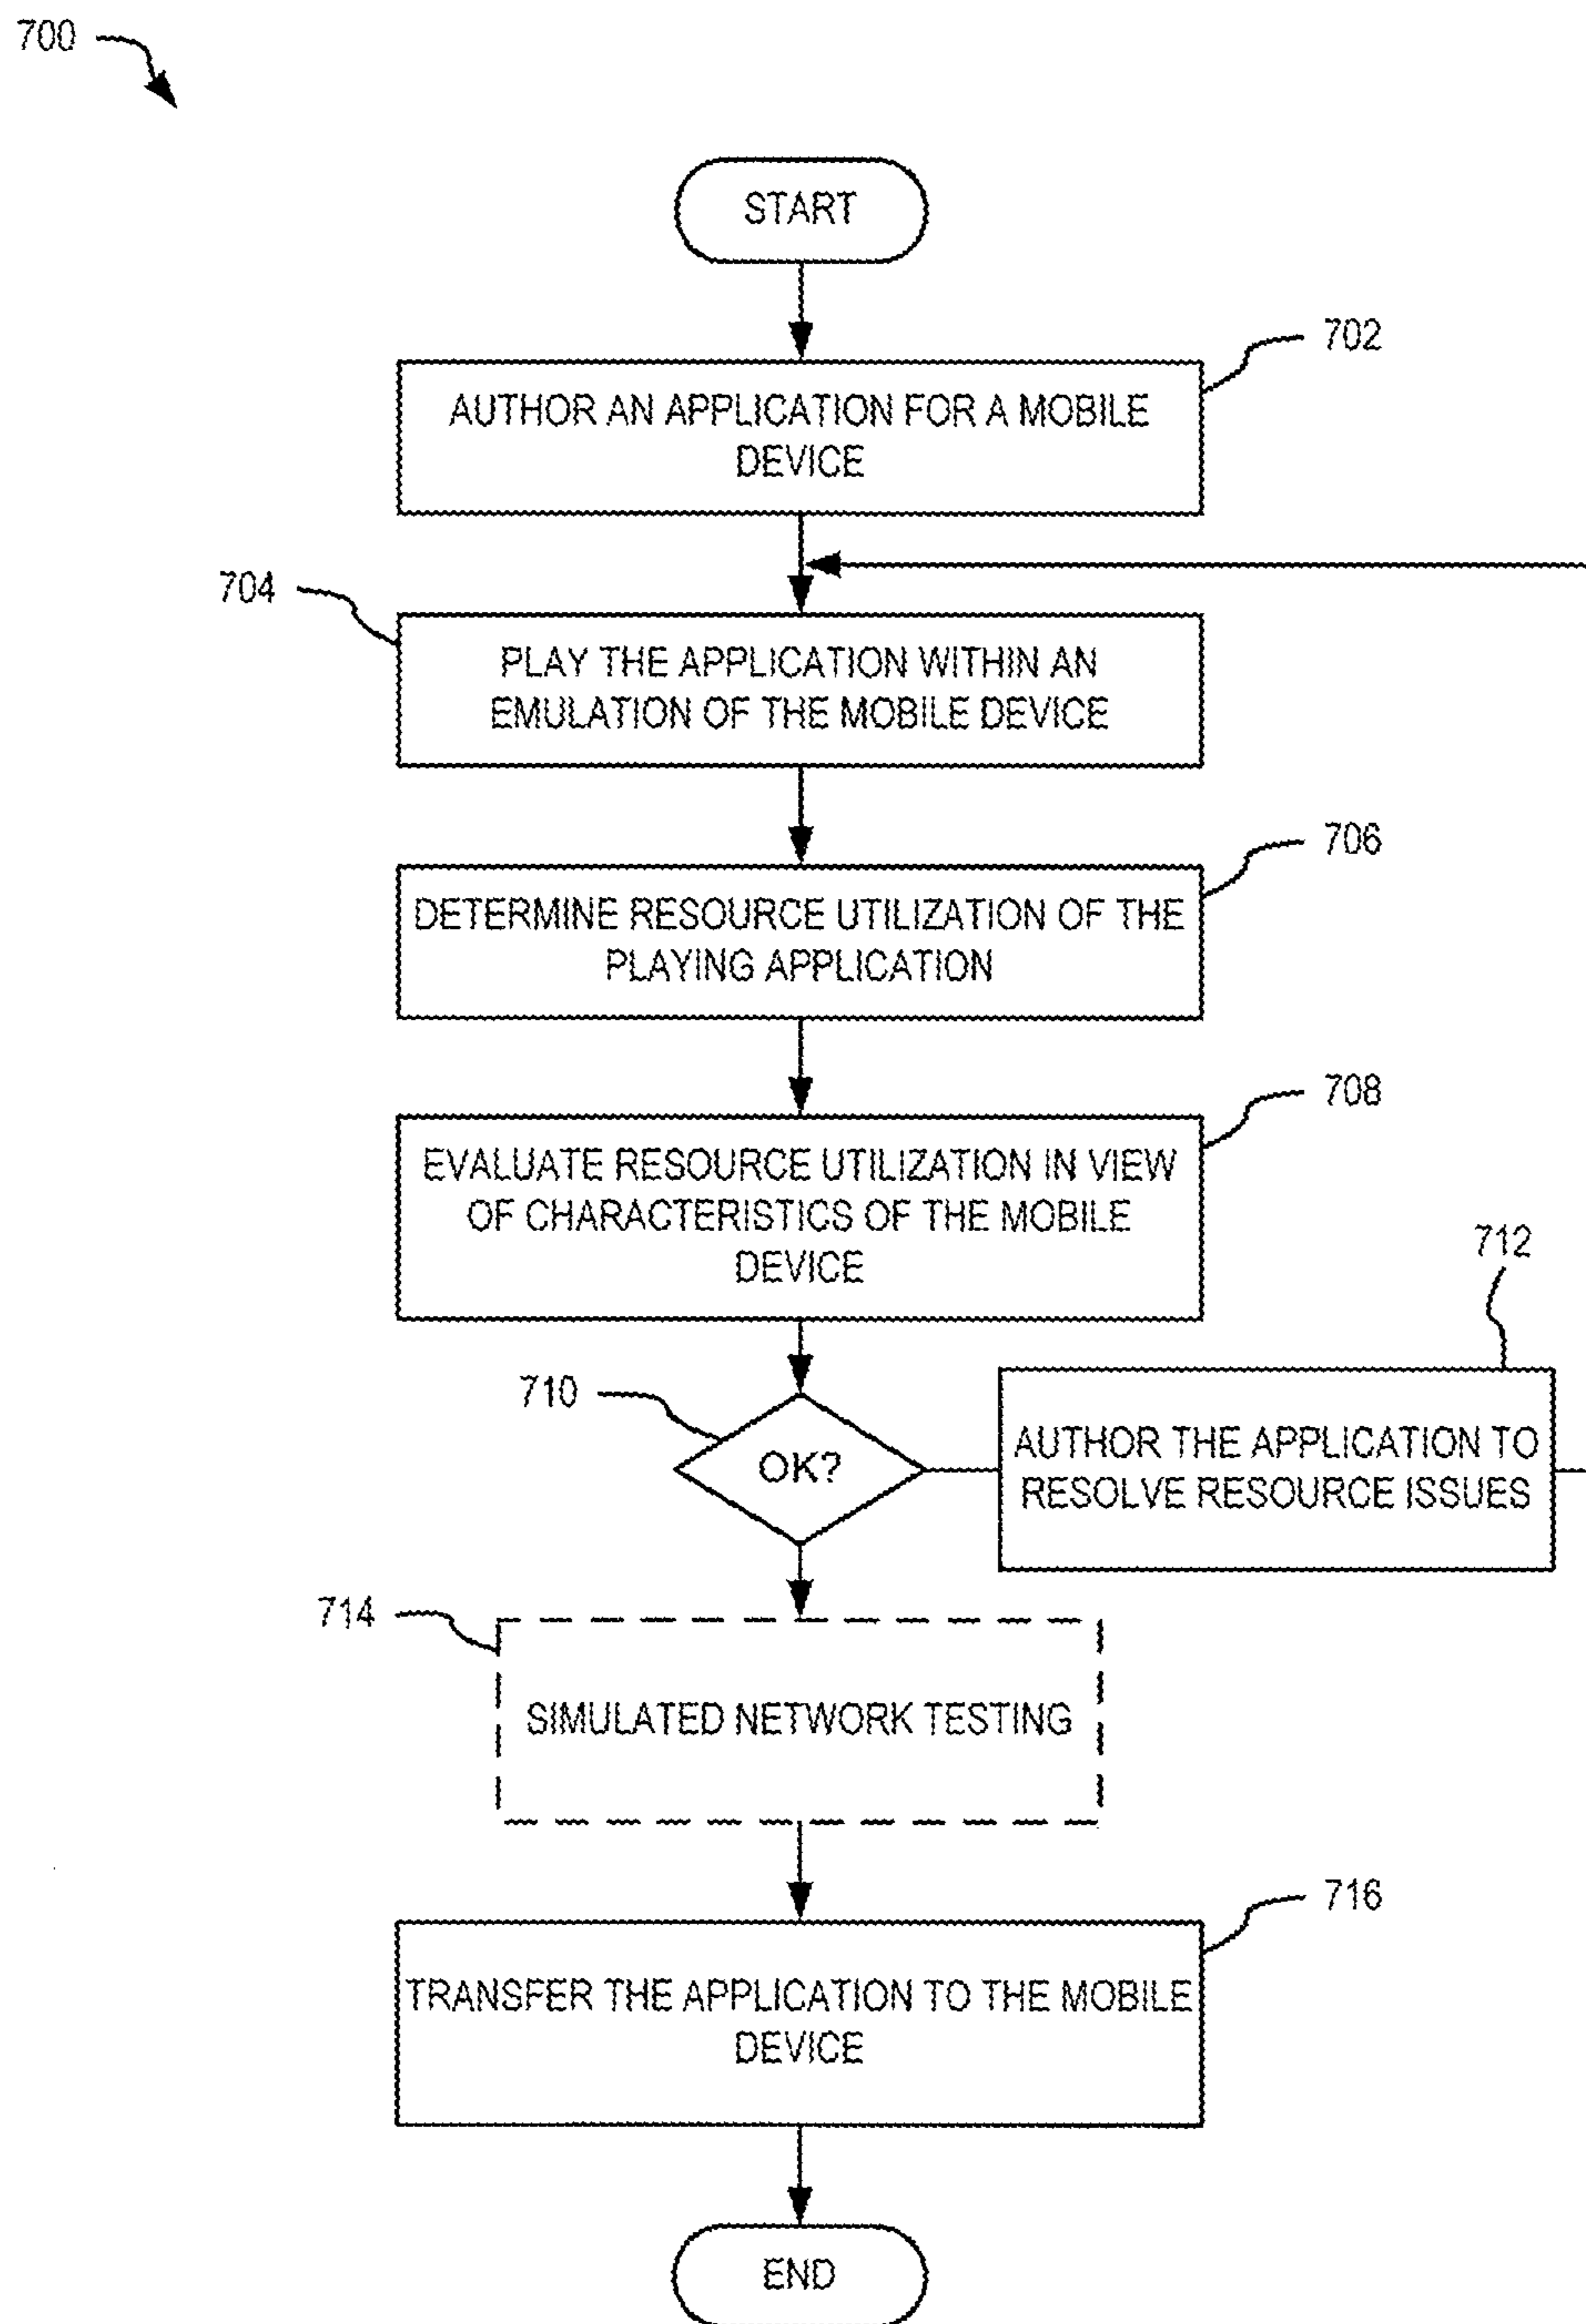 700
START
702
AUTHOR AN APPLICATION FOR A MOBILE
DEVICE
704
PLAY THE APPLICATION WITHIN AN
EMULATION OF THE MOBILE DEVICE
706
DETERMINE RESOURCE UTILIZATION OF THE
PLAYING APPLICATION
708
EVALUATE RESOURCE UTILIZATION IN VIEW
OF CHARACTERISTICS OF THE MOBILE
DEVICE
710
OK?
712
AUTHOR THE APPLICATION TO
RESOLVE RESOURCE ISSUES
714
SIMULATED NETWORK TESTING
716
TRANSFER THE APPLICATION TO THE MOBILE
DEVICE
END